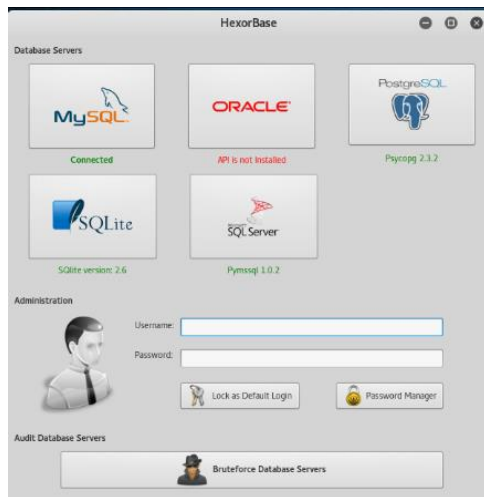 HexorBase
Database Servers
MySQL
ORACLE
PostgreSQL
Connected
API is not Installed
Psycopg 2.3.2
SQLite
Microsoft
SQL Server
SQlite version: 2.6
Pymssql 1.0.2
Administration
Username:
Password:
Lock as Default Login
Password Manager
Audit Database Servers
Bruteforce Database Servers